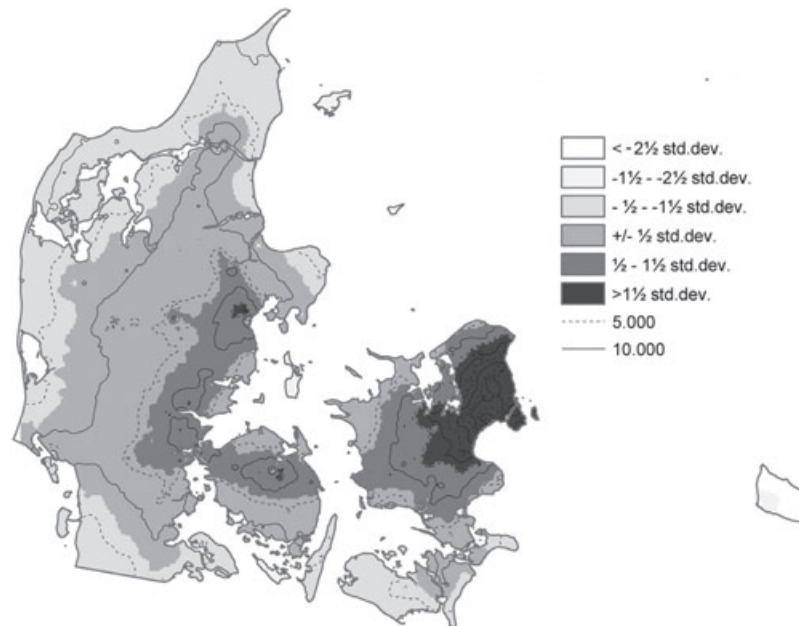 < -2½ std.dev.
-1½ - -2½ std.dev.
- ½ - -1½ std.dev.
+/- ½ std.dev.
½ - 1½ std.dev.
>1½ std.dev.
5.000
10.000